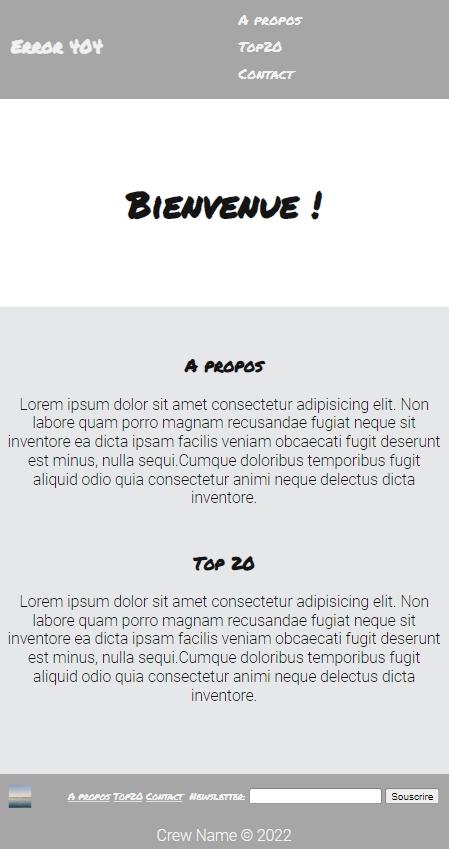 Error 404
A propos
Top20
Contact
Bienvenue !
A propos
Lorem ipsum dolor sit amet consectetur adipisicing elit. Non
labore quam porro magnam recusandae fugiat neque sit
inventore ea dicta ipsam facilis veniam obcaecati fugit deserunt
est minus, nulla sequi.Cumque doloribus temporibus fugit
aliquid odio quia consectetur animi neque delectus dicta
inventore.
Top 20
Lorem ipsum dolor sit amet consectetur adipisicing elit. Non
labore quam porro magnam recusandae fugiat neque sit
inventore ea dicta ipsam facilis veniam obcaecati fugit deserunt
est minus, nulla sequi.Cumque doloribus temporibus fugit
aliquid odio quia consectetur animi neque delectus dicta
inventore.
A propos Top20 Contact Newsletter: Souscrire
Crew Name © 2022